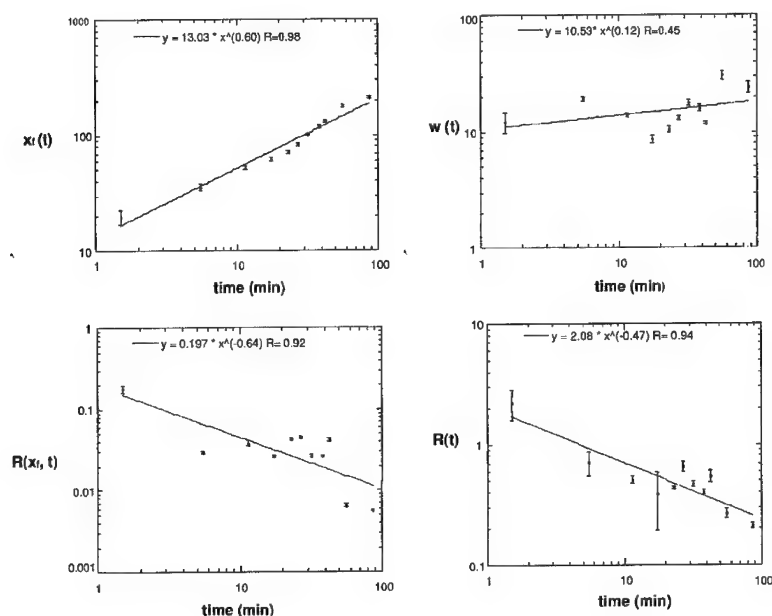 1000
y = 13.03 * x^(0.60) R=0.98
xf (t)
100
10
1
10
100
time (min)
100
y = 10.53* x^(0.12) R=0.45
w (t)
10
1
1
10
100
time (min)
1
y = 0.197 * x^(-0.64) R= 0.92
0.1
R(xf, t)
0.01
0.001
1
10
100
time (min)
10
y = 2.08 * x^(-0.47) R= 0.94
R(t)
1
0.1
1
10
100
time (min)